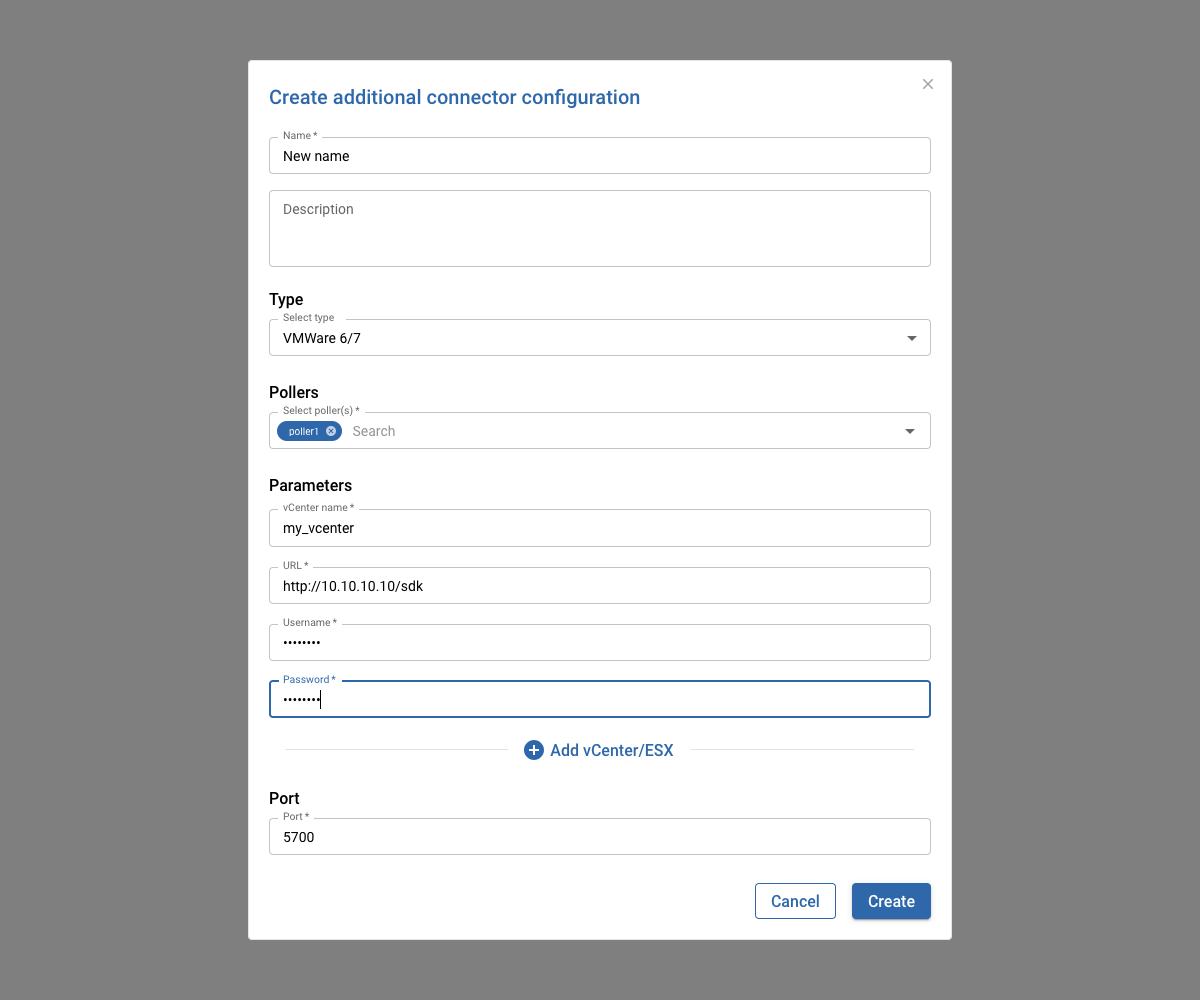 Create additional connector configuration
Name *
New name
Description
Type
Select type
VMWare 6/7
Pollers
Select poller(s) *
poller1 Search
Parameters
vCenter name *
my_vcenter
URL *
http://10.10.10.10/sdk
Username *
••••••••
Password *
••••••••
Add vCenter/ESX
Port
Port *
5700
Cancel Create